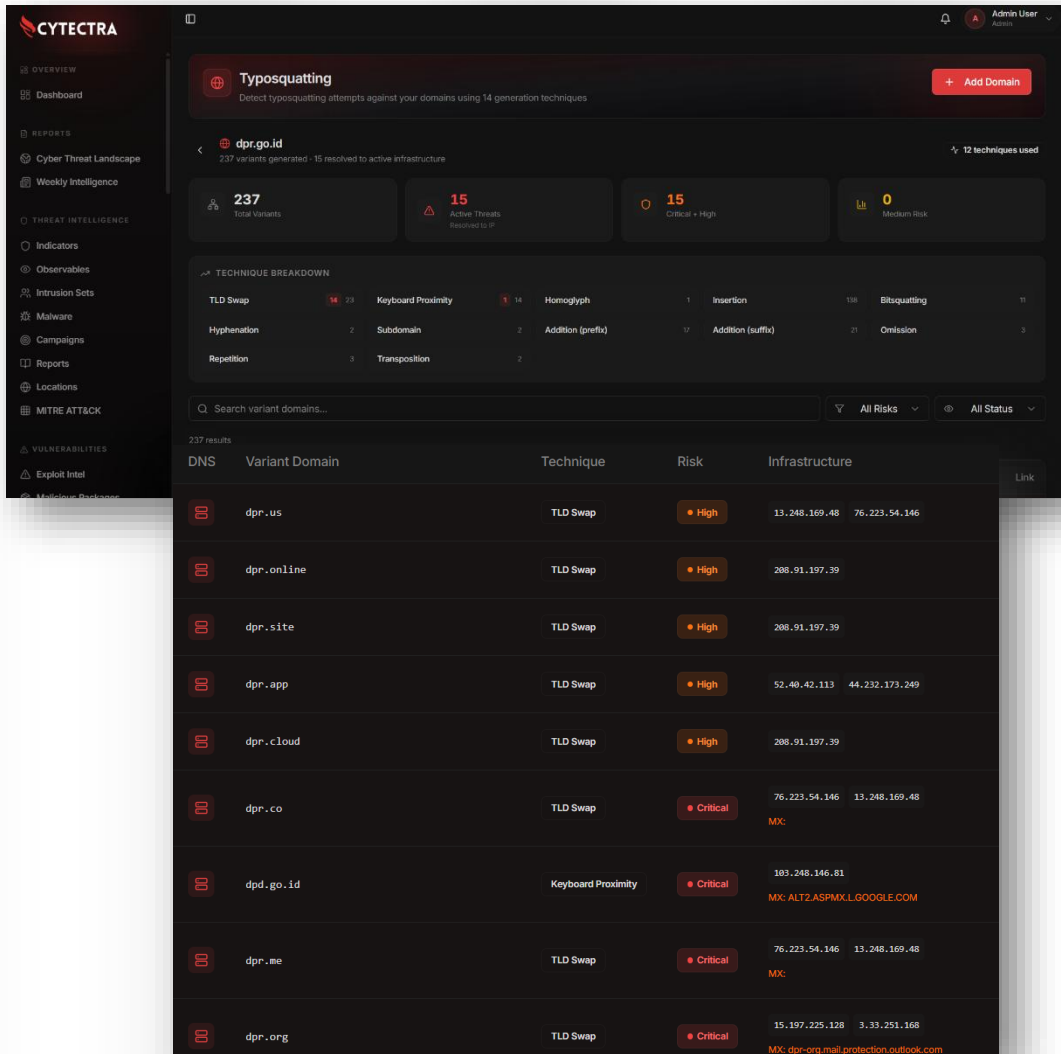 CYTECTRA
Admin User
A
Admin
OVERVIEW
Dashboard
REPORTS
Cyber Threat Landscape
Weekly Intelligence
THREAT INTELLIGENCE
Indicators
Observables
Intrusion Sets
Malware
Campaigns
Reports
Locations
MITRE ATT&CK
VULNERABILITIES
Exploit Intel
Malicious Packages
Typosquatting
Detect typosquatting attempts against your domains using 14 generation techniques
+ Add Domain
dpr.go.id
237 variants generated · 15 resolved to active infrastructure
12 techniques used
237
Total Variants
15
Active Threats
Resolved to IP
15
Critical + High
0
Medium Risk
TECHNIQUE BREAKDOWN
TLD Swap 14 23 Keyboard Proximity 1 14 Homoglyph 1 Insertion 138 Bitsquatting 11
Hyphenation 2 Subdomain 2 Addition (prefix) 17 Addition (suffix) 21 Omission 3
Repetition 3 Transposition 2
Search variant domains...
All Risks
All Status
237 results
DNS Variant Domain Technique Risk Infrastructure Link
dpr.us TLD Swap High 13.248.169.48 76.223.54.146
dpr.online TLD Swap High 208.91.197.39
dpr.site TLD Swap High 208.91.197.39
dpr.app TLD Swap High 52.40.42.113 44.232.173.249
dpr.cloud TLD Swap High 208.91.197.39
dpr.co TLD Swap Critical 76.223.54.146 13.248.169.48
MX:
dpd.go.id Keyboard Proximity Critical 103.248.146.81
MX: ALT2.ASPMX.L.GOOGLE.COM
dpr.me TLD Swap Critical 76.223.54.146 13.248.169.48
MX:
dpr.org TLD Swap Critical 15.197.225.128 3.33.251.168
MX: dpr-org.mail.protection.outlook.com